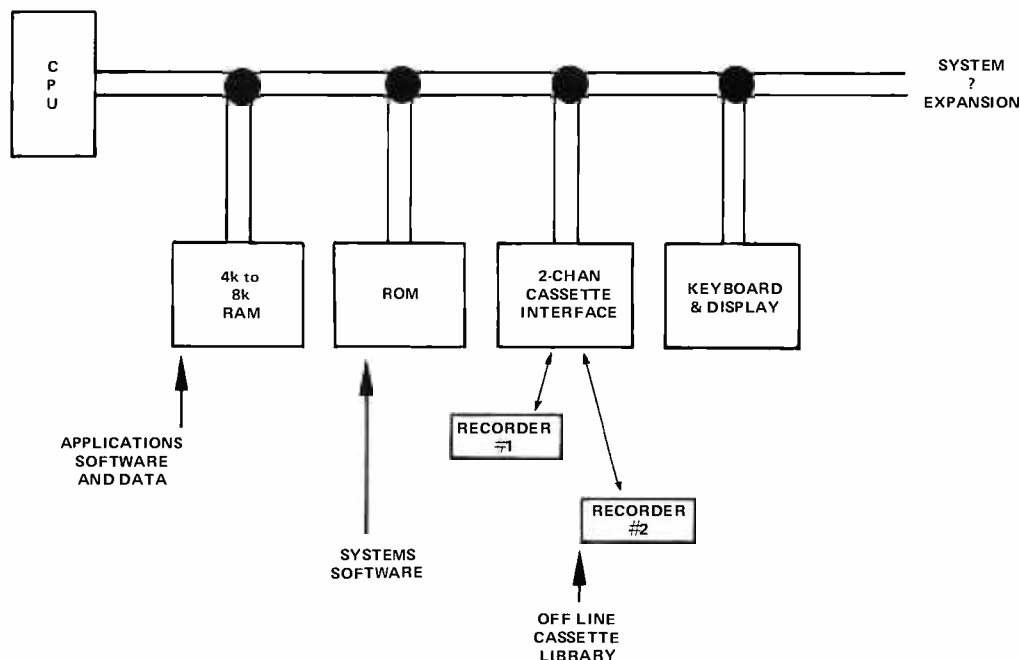 C
P
U
SYSTEM
?
EXPANSION
4k to
8k
RAM
ROM
2-CHAN
CASSETTE
INTERFACE
KEYBOARD
& DISPLAY
RECORDER
#1
APPLICATIONS
SOFTWARE
AND DATA
RECORDER
#2
SYSTEMS
SOFTWARE
OFF LINE
CASSETTE
LIBRARY